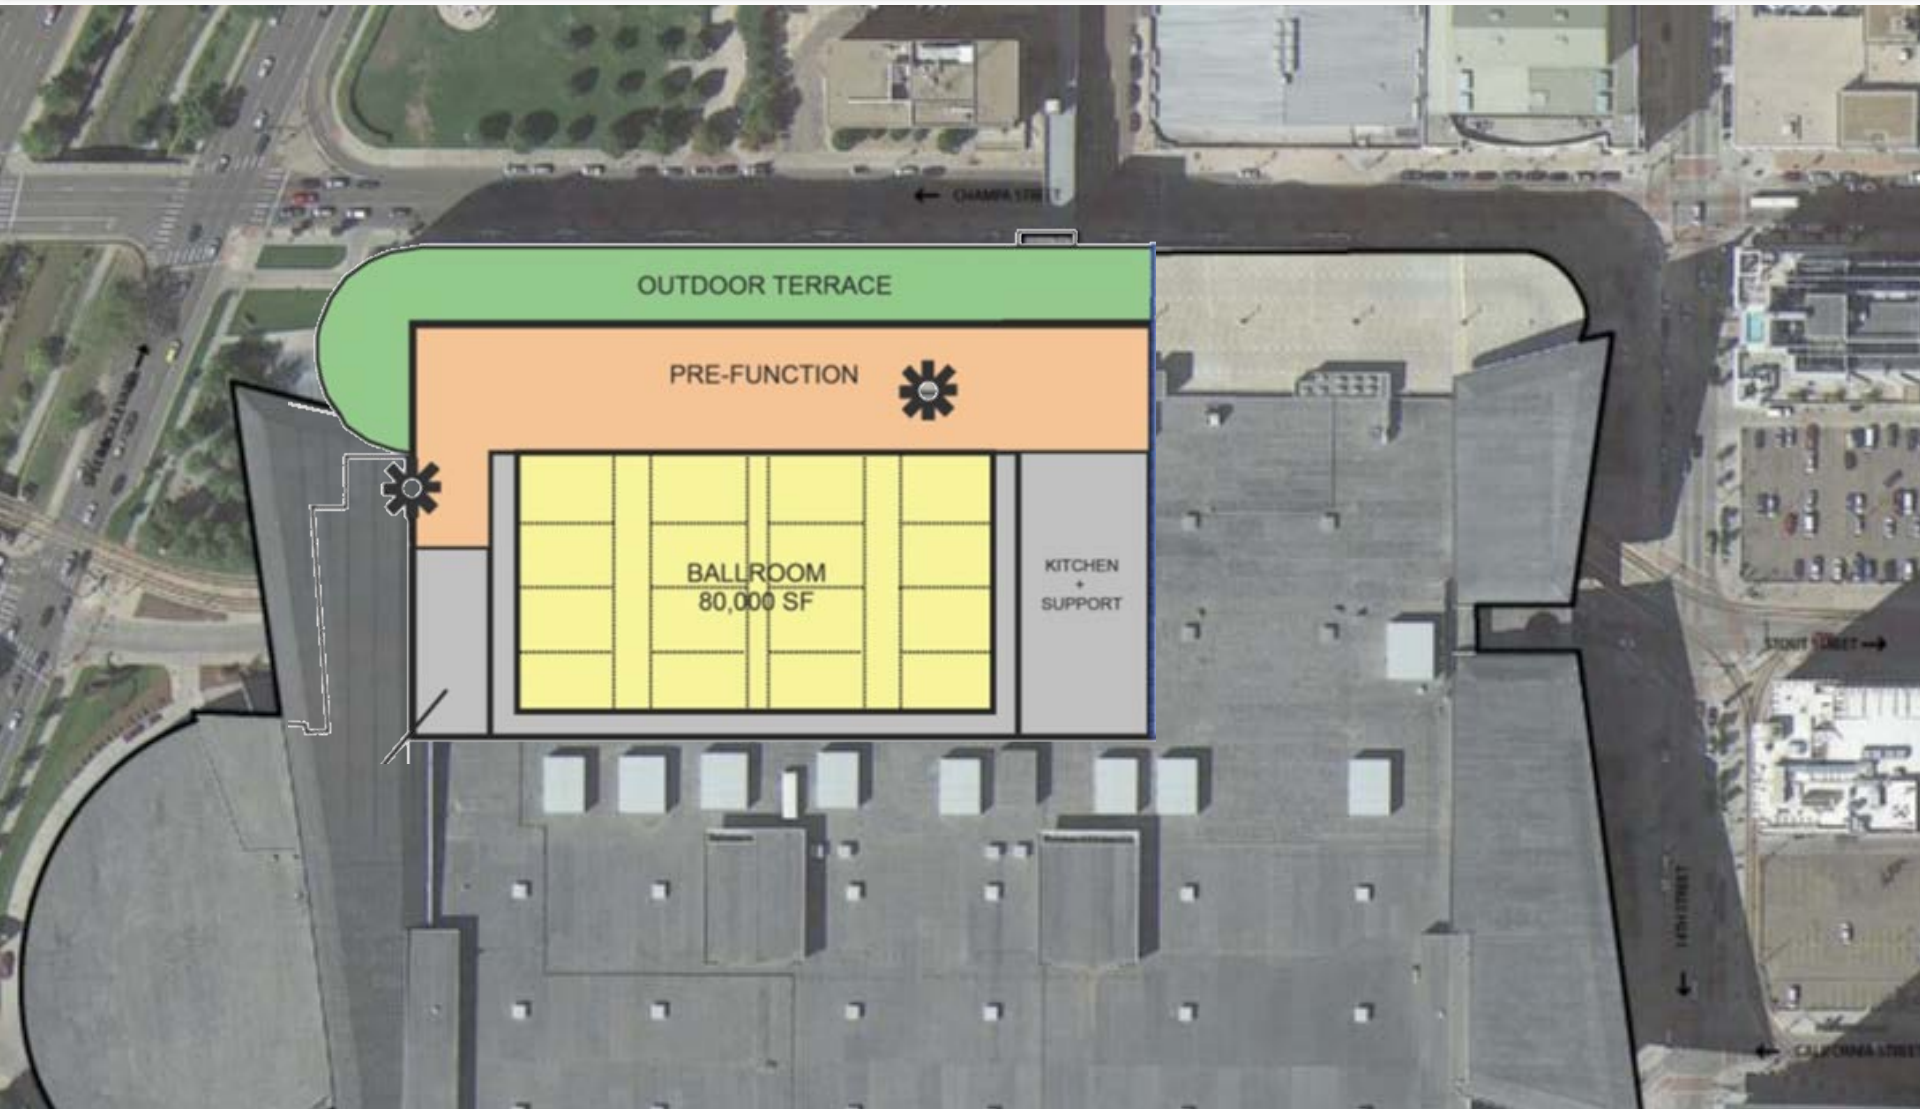 ← CHAMPA STREET
OUTDOOR TERRACE
PRE-FUNCTION
BALLROOM
80,000 SF
KITCHEN
+
SUPPORT
STOUT STREET →
14TH STREET
← CALIFORNIA STREET